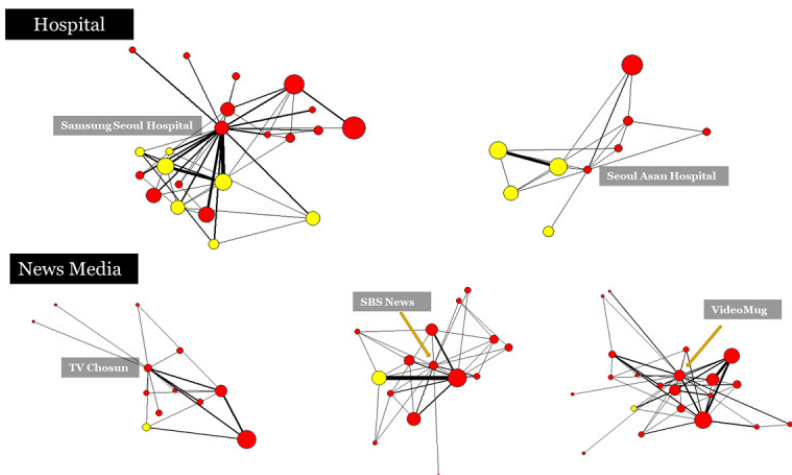 Hospital
Samsung Seoul Hospital
Seoul Asan Hospital
News Media
SBS News
VideoMug
TV Chosun